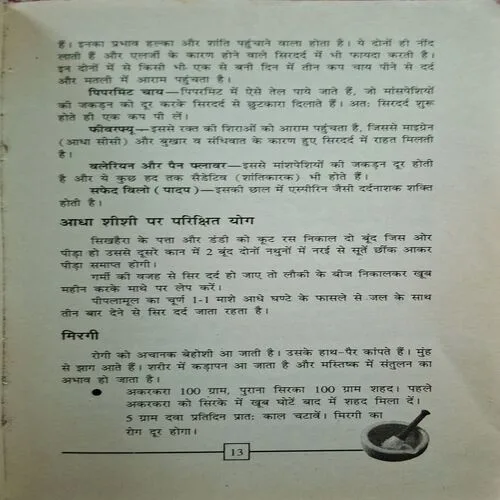 हैं। इनका प्रभाव हल्का और शांति पहुंचाने वाला होता है। ये दोनों ही नींद
लाती हैं और एलर्जी के कारण होने वाले सिरदर्द में भी फायदा करती है।
इन दोनों में से किसी भी एक से बनी दिन में तीन कप चाय पीने से दर्द
और मतली में आराम पहुंचता है।
पिपरमिंट चाय—पिपरमिंट में ऐसे तेल पाये जाते हैं, जो मांसपेशियों
की जकड़न को दूर करके सिरदर्द से छुटकारा दिलाते हैं। अत: सिरदर्द शुरू
होते ही एक कप पी लें।
फीवरफ्यू—इससे रक्त की शिराओं को आराम पहुंचता है, जिससे माइग्रेन
(आधा सीसी) और बुखार व संधिवात के कारण हुए सिरदर्द में राहत मिलती
है।
वलेरियन और पैन फ्लावर—इससे मांशपेशियों की जकड़न दूर होती
है और ये कुछ हद तक सैडेटिव (शांतिकारक) भी होते हैं।
सफेद विलो (पादप)—इसकी छाल में एस्पीरिन जैसी दर्दनाशक शक्ति
होती है।
आधा शीशी पर परिक्षित योग
सिखहैरा के पत्ता और डंडी को कूट रस निकाल दो बूंद जिस ओर
पीड़ा हो उससे दूसरे कान में 2 बूंद दोनों नथुनों में नरई से सूतें छींक आकर
पीड़ा समाप्त होगी।
गर्मी की वजह से सिर दर्द हो जाए तो लौकी के बीज निकालकर खूब
महीन करके माथे पर लेप करें।
पीपलामूल का चूर्ण 1-1 माशे आधे घण्टे के फासले से जल के साथ
तीन बार देने से सिर दर्द जाता रहता है।
मिरगी
रोगी को अचानक बेहोशी आ जाती है। उसके हाथ-पैर कांपते हैं। मुंह
से झाग आते हैं। शरीर में कड़ापन आ जाता है और मस्तिष्क में संतुलन का
अभाव हो जाता है।
● अकरकरा 100 ग्राम, पुराना सिरका 100 ग्राम शहद। पहले
अकरकरा को सिरके में खूब घोटें बाद में शहद मिला दें।
5 ग्राम दवा प्रतिदिन प्रात: काल चटावें। मिरगी का
रोग दूर होगा।
13